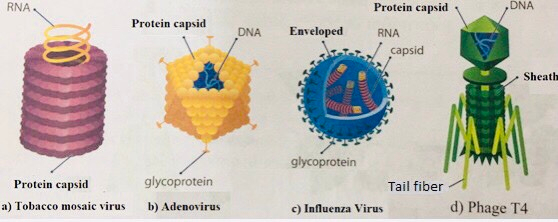 RNA
Protein capsid
a) Tobacco mosaic virus
Protein capsid
DNA
glycoprotein
b) Adenovirus
Enveloped
RNA
capsid
glycoprotein
c) Influenza Virus
Protein capsid
DNA
Sheath
Tail fiber
d) Phage T4